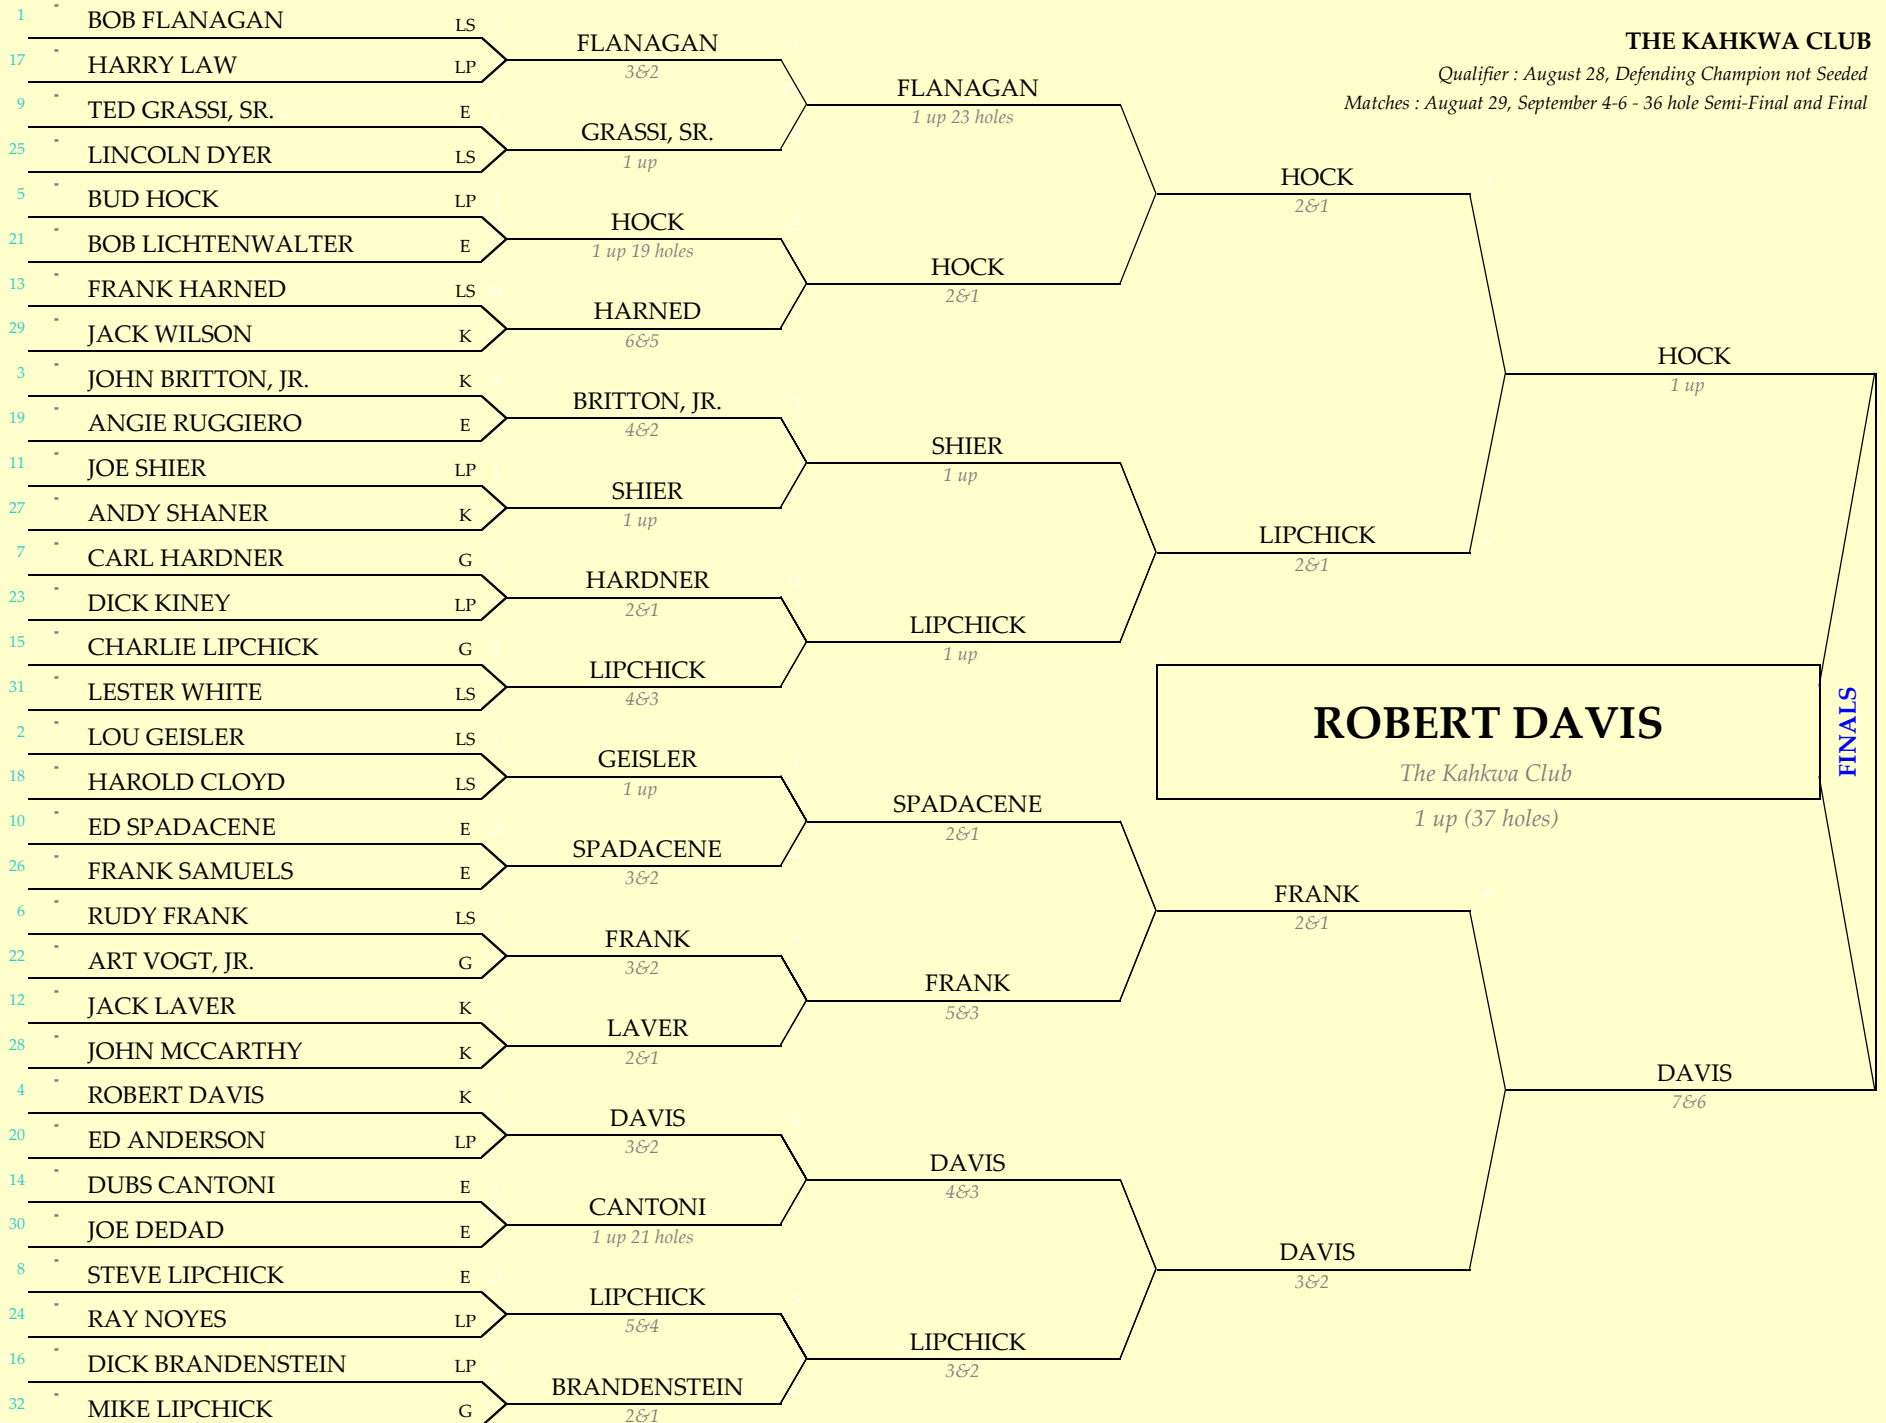 THE KAHKWA CLUB
Qualifier : August 28, Defending Champion not Seeded
Matches : Auguat 29, September 4-6 - 36 hole Semi-Final and Final
1 BOB FLANAGAN LS
17 HARRY LAW LP
9 TED GRASSI, SR. E
25 LINCOLN DYER LS
5 BUD HOCK LP
21 BOB LICHTENWALTER E
13 FRANK HARNED LS
29 JACK WILSON K
3 JOHN BRITTON, JR. K
19 ANGIE RUGGIERO E
11 JOE SHIER LP
27 ANDY SHANER K
7 CARL HARDNER G
23 DICK KINEY LP
15 CHARLIE LIPCHICK G
31 LESTER WHITE LS
2 LOU GEISLER LS
18 HAROLD CLOYD LS
10 ED SPADACENE E
26 FRANK SAMUELS E
6 RUDY FRANK LS
22 ART VOGT, JR. G
12 JACK LAVER K
28 JOHN MCCARTHY K
4 ROBERT DAVIS K
20 ED ANDERSON LP
14 DUBS CANTONI E
30 JOE DEDAD E
8 STEVE LIPCHICK E
24 RAY NOYES LP
16 DICK BRANDENSTEIN LP
32 MIKE LIPCHICK G
FLANAGAN
3&2
GRASSI, SR.
1 up
HOCK
1 up 19 holes
HARNED
6&5
BRITTON, JR.
4&2
SHIER
1 up
HARDNER
2&1
LIPCHICK
4&3
GEISLER
1 up
SPADACENE
3&2
FRANK
3&2
LAVER
2&1
DAVIS
3&2
CANTONI
1 up 21 holes
LIPCHICK
5&4
BRANDENSTEIN
2&1
FLANAGAN
1 up 23 holes
HOCK
2&1
SHIER
1 up
LIPCHICK
1 up
SPADACENE
2&1
FRANK
5&3
DAVIS
4&3
LIPCHICK
3&2
HOCK
2&1
LIPCHICK
2&1
FRANK
2&1
DAVIS
3&2
HOCK
1 up
DAVIS
7&6
ROBERT DAVIS
The Kahkwa Club
1 up (37 holes)
FINALS